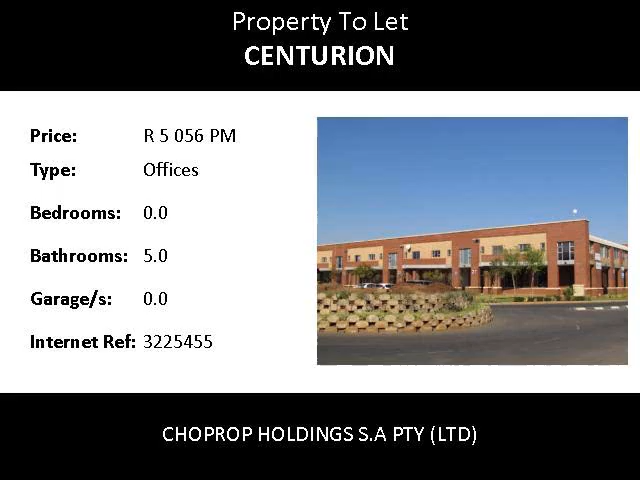 Property To Let
CENTURION
Price: R 5 056 PM
Type: Offices
Bedrooms: 0.0
Bathrooms: 5.0
Garage/s: 0.0
Internet Ref: 3225455
CHOPROP HOLDINGS S.A PTY (LTD)